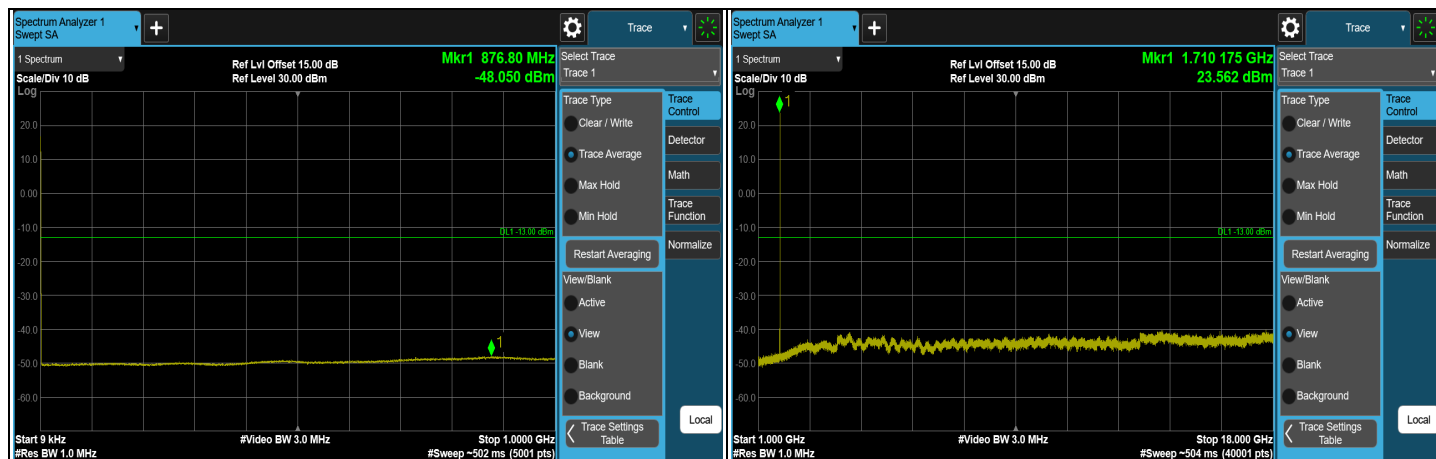 Spectrum Analyzer 1
Swept SA
+
Trace
1 Spectrum
Scale/Div 10 dB
Ref Lvl Offset 15.00 dB
Ref Level 30.00 dBm
Mkr1 876.80 MHz
-48.050 dBm
Log
20.0
10.0
0.00
-10.0
-20.0
-30.0
-40.0
-50.0
-60.0
DL1 -13.00 dBm
1
Start 9 kHz
#Res BW 1.0 MHz
#Video BW 3.0 MHz
Stop 1.0000 GHz
#Sweep ~502 ms (5001 pts)
Select Trace
Trace 1
Trace Type
Clear / Write
Trace Average
Max Hold
Min Hold
Restart Averaging
View/Blank
Active
View
Blank
Background
Trace Settings
Table
Trace
Control
Detector
Math
Trace
Function
Normalize
Local
Spectrum Analyzer 1
Swept SA
+
Trace
1 Spectrum
Scale/Div 10 dB
Ref Lvl Offset 15.00 dB
Ref Level 30.00 dBm
Mkr1 1.710 175 GHz
23.562 dBm
Log
1
20.0
10.0
0.00
-10.0
-20.0
-30.0
-40.0
-50.0
-60.0
DL1 -13.00 dBm
Start 1.000 GHz
#Res BW 1.0 MHz
#Video BW 3.0 MHz
Stop 18.000 GHz
#Sweep ~504 ms (40001 pts)
Select Trace
Trace 1
Trace Type
Clear / Write
Trace Average
Max Hold
Min Hold
Restart Averaging
View/Blank
Active
View
Blank
Background
Trace Settings
Table
Trace
Control
Detector
Math
Trace
Function
Normalize
Local